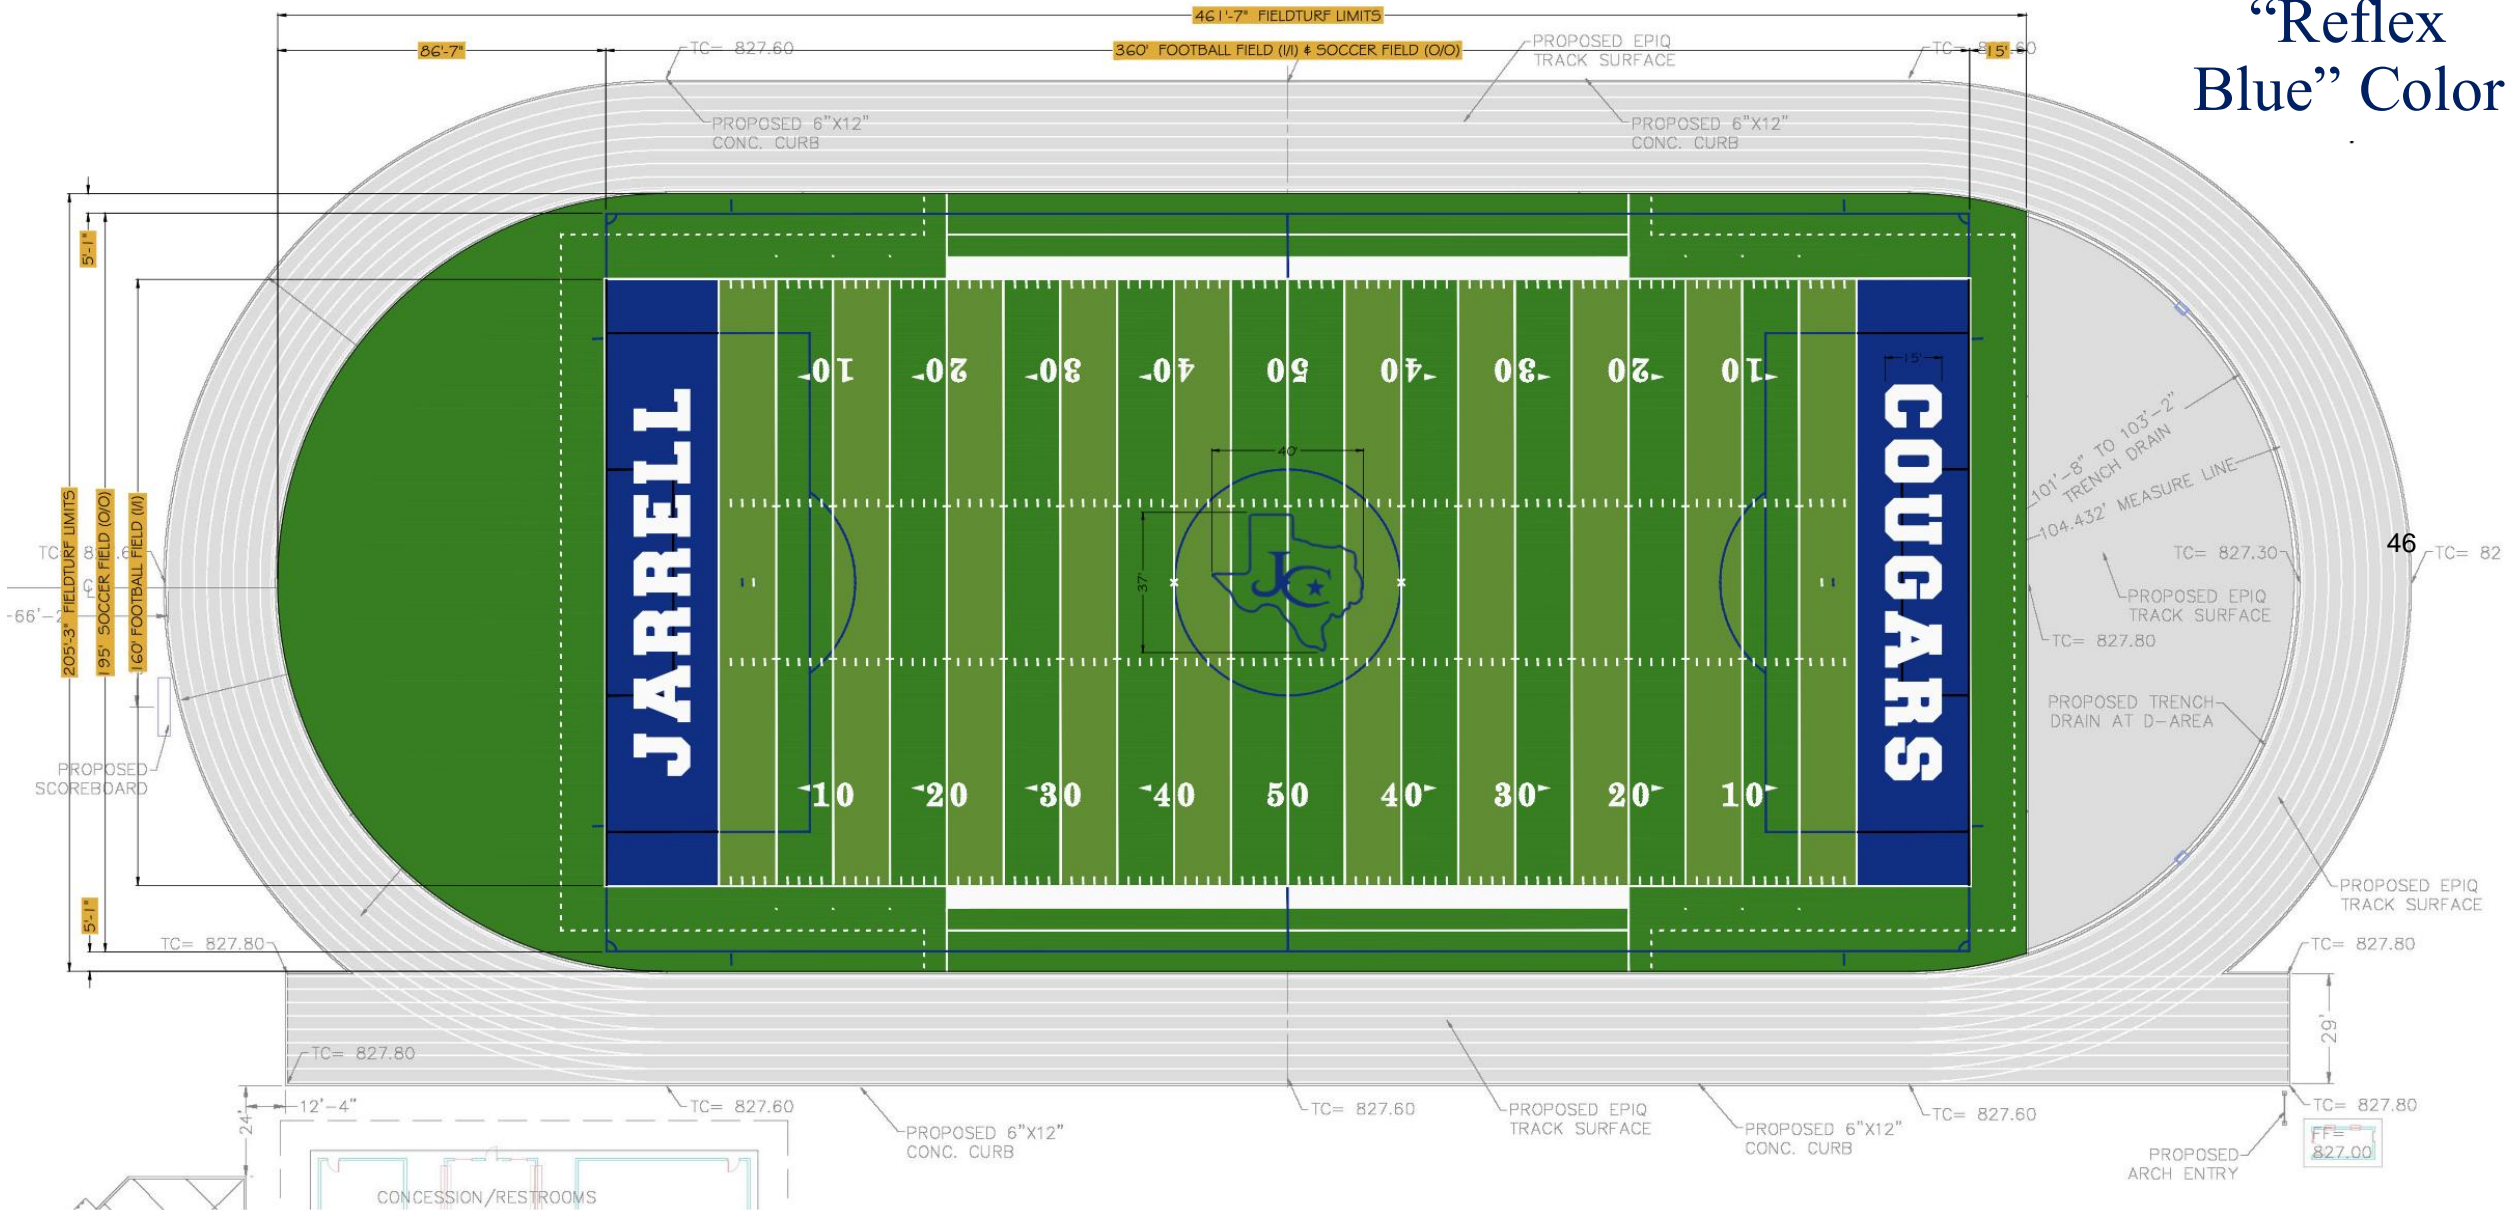 461'-7" FIELDTURF LIMITS
“Reflex
Blue” Color
86'-7"
TC= 827.60
360' FOOTBALL FIELD (I/I) & SOCCER FIELD (O/O)
PROPOSED EPIQ
TRACK SURFACE
15'
PROPOSED 6"X12"
CONC. CURB
PROPOSED 6"X12"
CONC. CURB
5'-1"
10 20 30 40 50 40 30 20 10
15'
40'
37'
JARRELL
COUGARS
JC
205'-3" FIELDTURF LIMITS
195' SOCCER FIELD (O/O)
160' FOOTBALL FIELD (I/I)
101'-8" TO 103'-2"
TRENCH DRAIN
104.432' MEASURE LINE
46
TC= 827.30
TC= 82
PROPOSED EPIQ
TRACK SURFACE
TC= 827.80
PROPOSED TRENCH
DRAIN AT D-AREA
PROPOSED
SCOREBOARD
10 20 30 40 50 40 30 20 10
5'-1"
PROPOSED EPIQ
TRACK SURFACE
TC= 827.80
TC= 827.80
29'
TC= 827.80
24'
12'-4"
TC= 827.60
TC= 827.60
PROPOSED EPIQ
TRACK SURFACE
TC= 827.60
TC= 827.80
PROPOSED 6"X12"
CONC. CURB
PROPOSED 6"X12"
CONC. CURB
PROPOSED
ARCH ENTRY
FF=
827.00
CONCESSION/RESTROOMS